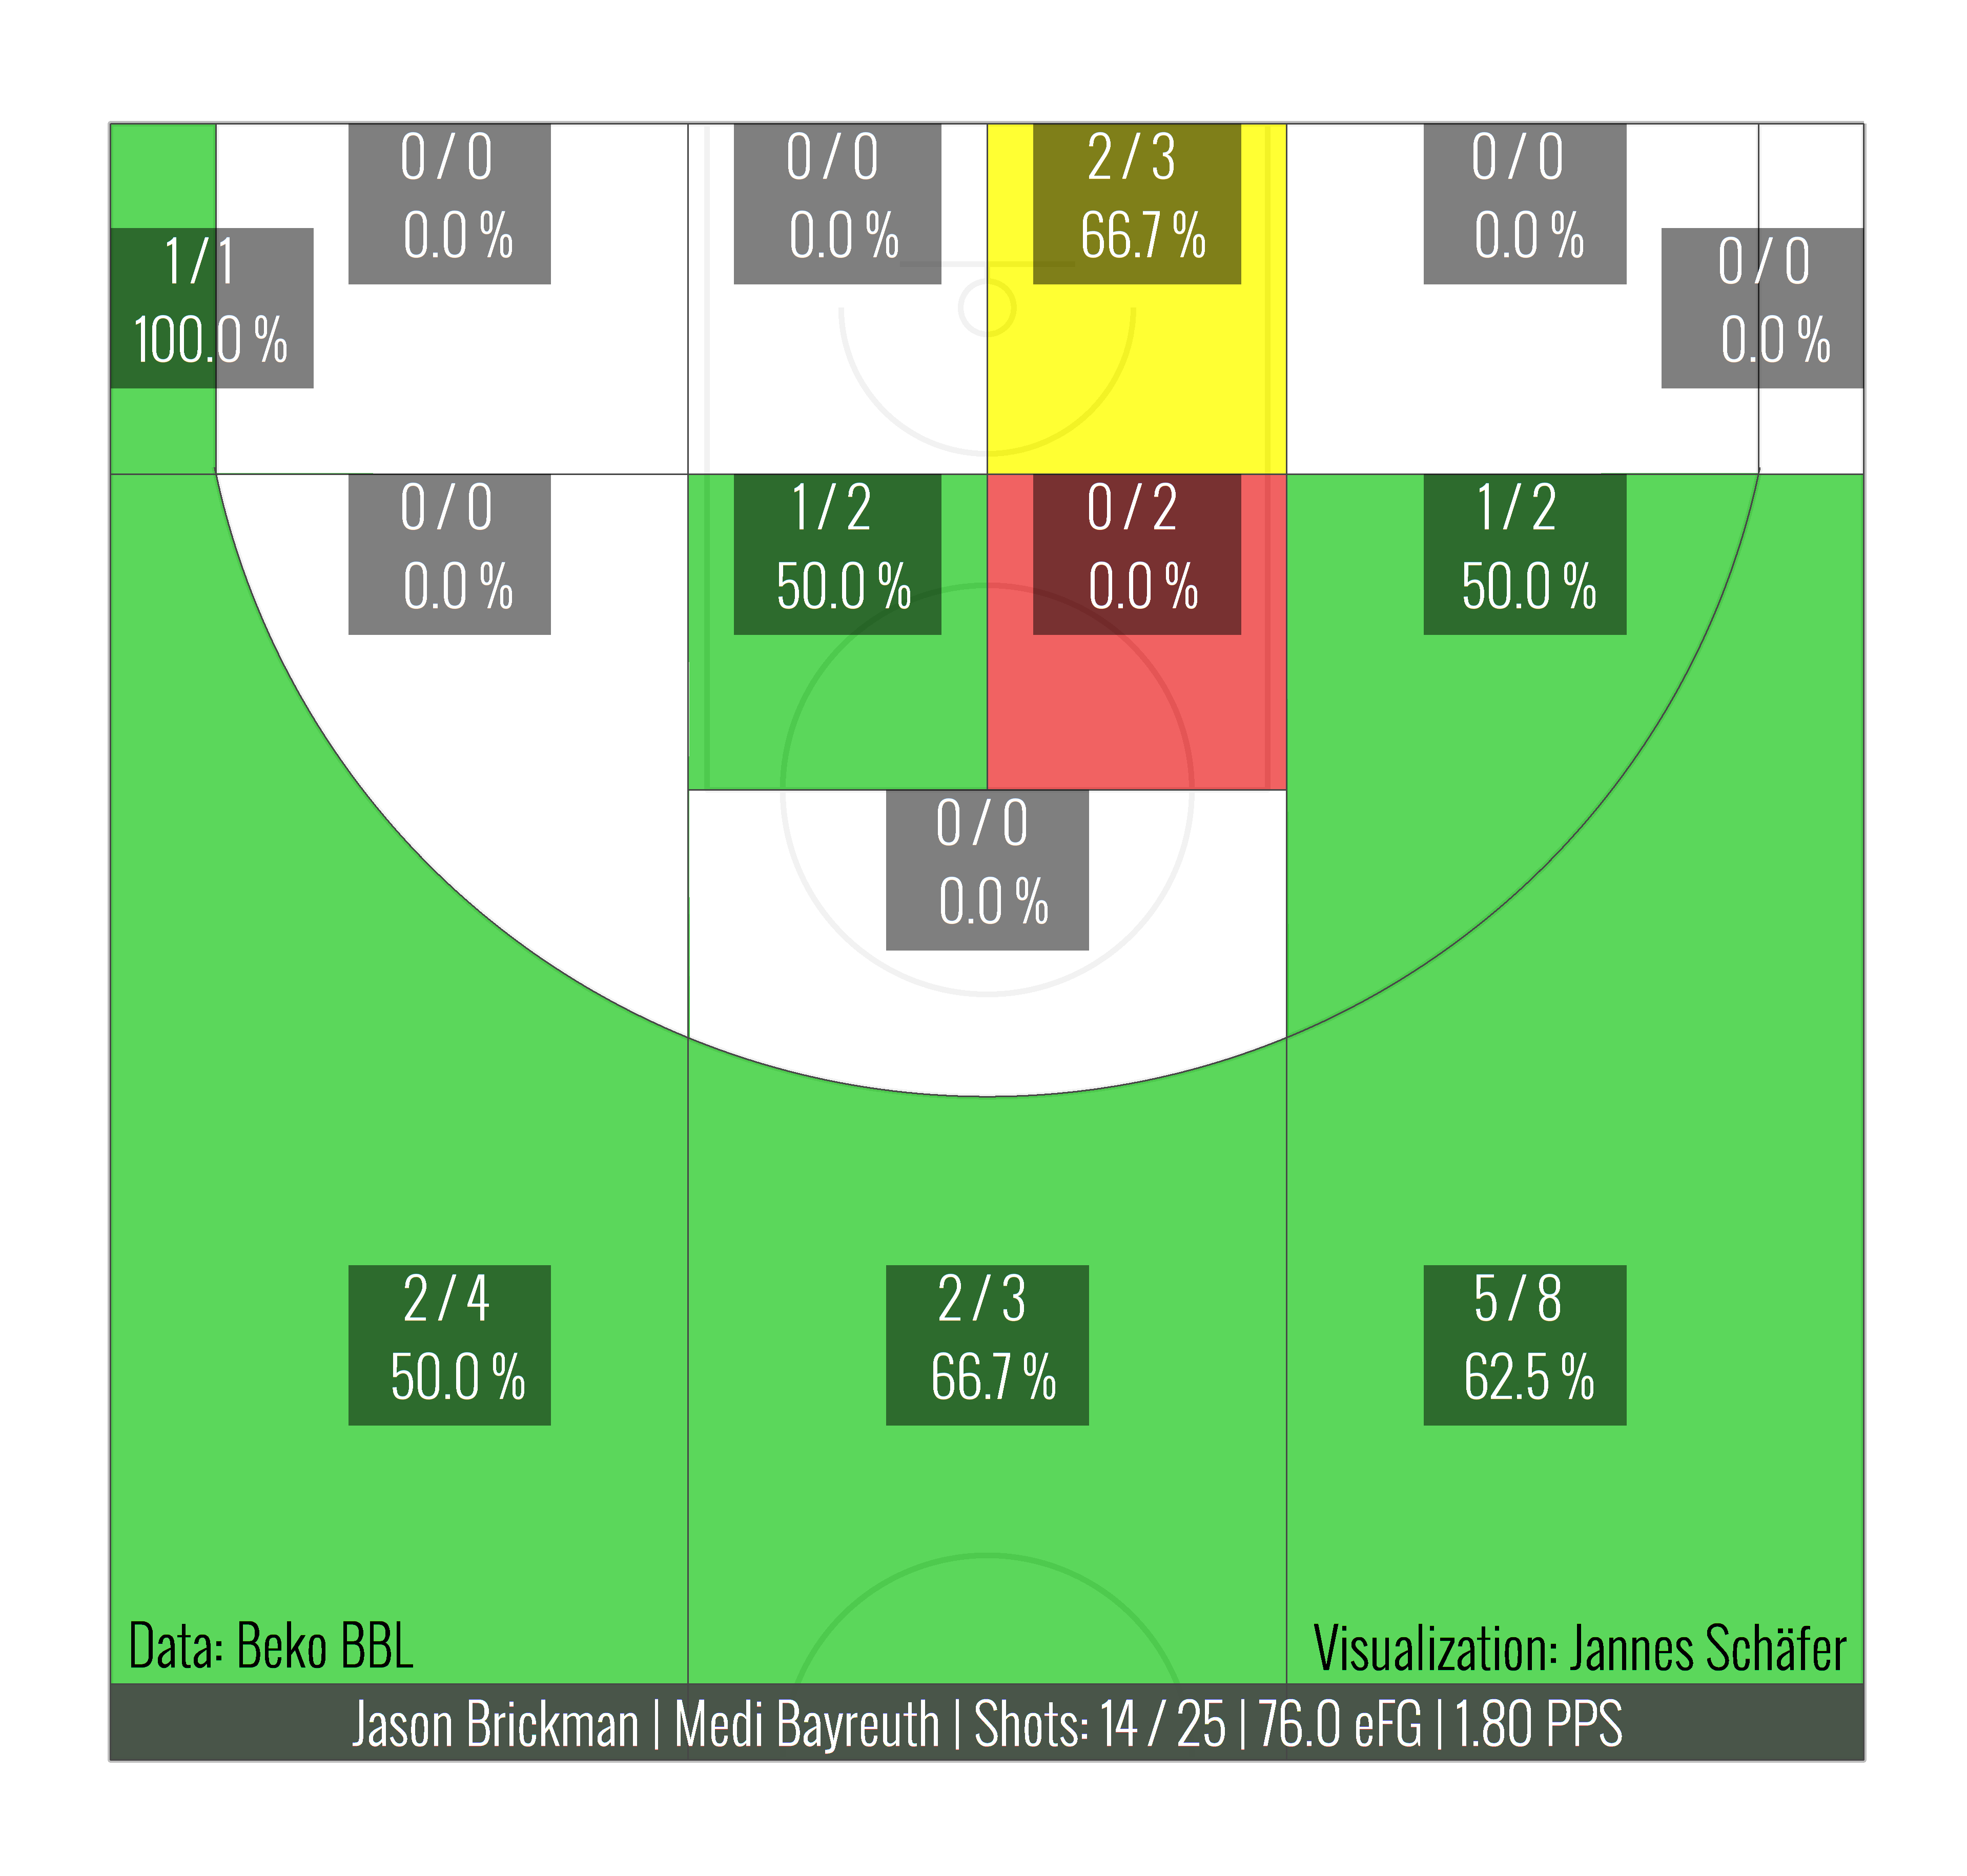 0 / 0
0.0 %
0 / 0
0.0 %
2 / 3
66.7 %
0 / 0
0.0 %
1 / 1
100.0 %
0 / 0
0.0 %
0 / 0
0.0 %
1 / 2
50.0 %
0 / 2
0.0 %
1 / 2
50.0 %
0 / 0
0.0 %
2 / 4
50.0 %
2 / 3
66.7 %
5 / 8
62.5 %
Data: Beko BBL
Visualization: Jannes Schäfer
Jason Brickman | Medi Bayreuth | Shots: 14 / 25 | 76.0 eFG | 1.80 PPS